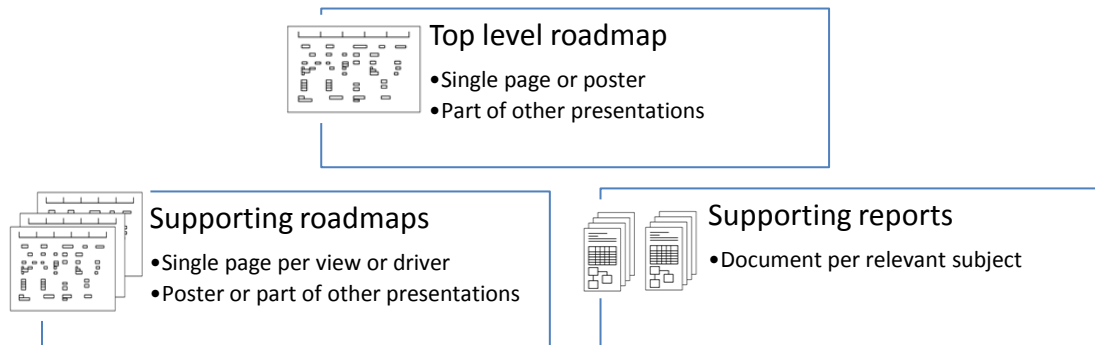 Top level roadmap
•Single page or poster
•Part of other presentations
Supporting roadmaps
•Single page per view or driver
•Poster or part of other presentations
Supporting reports
•Document per relevant subject